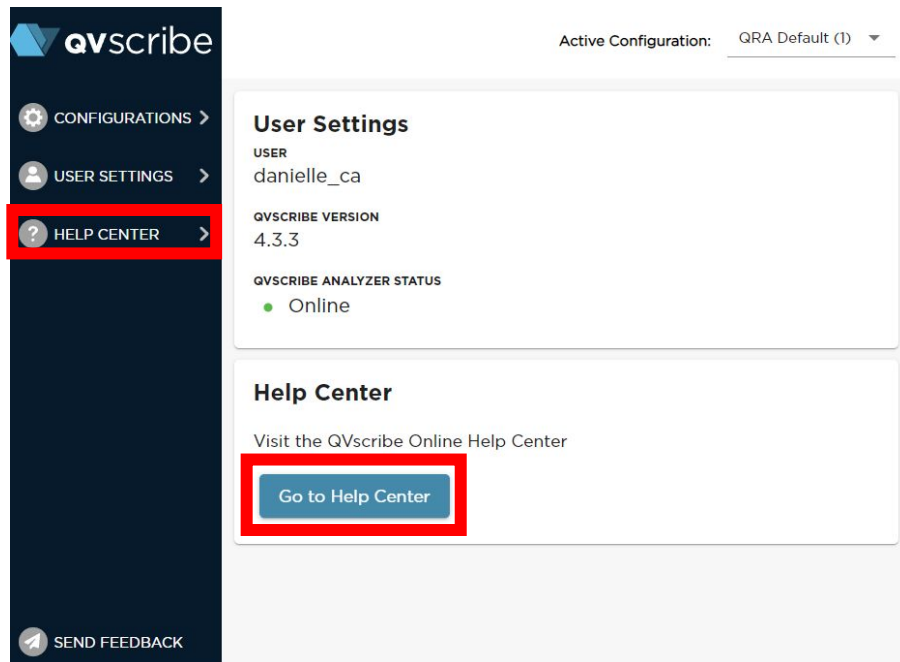 QVscribe
Active Configuration: QRA Default (1)
CONFIGURATIONS
USER SETTINGS
? HELP CENTER
SEND FEEDBACK
User Settings
USER
danielle_ca
QVSCRIBE VERSION
4.3.3
QVSCRIBE ANALYZER STATUS
Online
Help Center
Visit the QVscribe Online Help Center
Go to Help Center